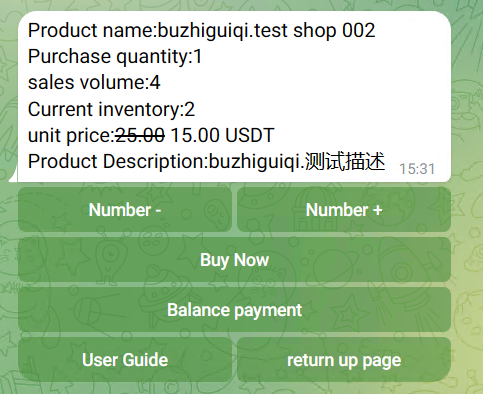 Product name:buzhiguiqi.test shop 002
Purchase quantity:1
sales volume:4
Current inventory:2
unit price:25.00 15.00 USDT
Product Description:buzhiguiqi.测试描述
15:31
Number -
Number +
Buy Now
Balance payment
User Guide
return up page